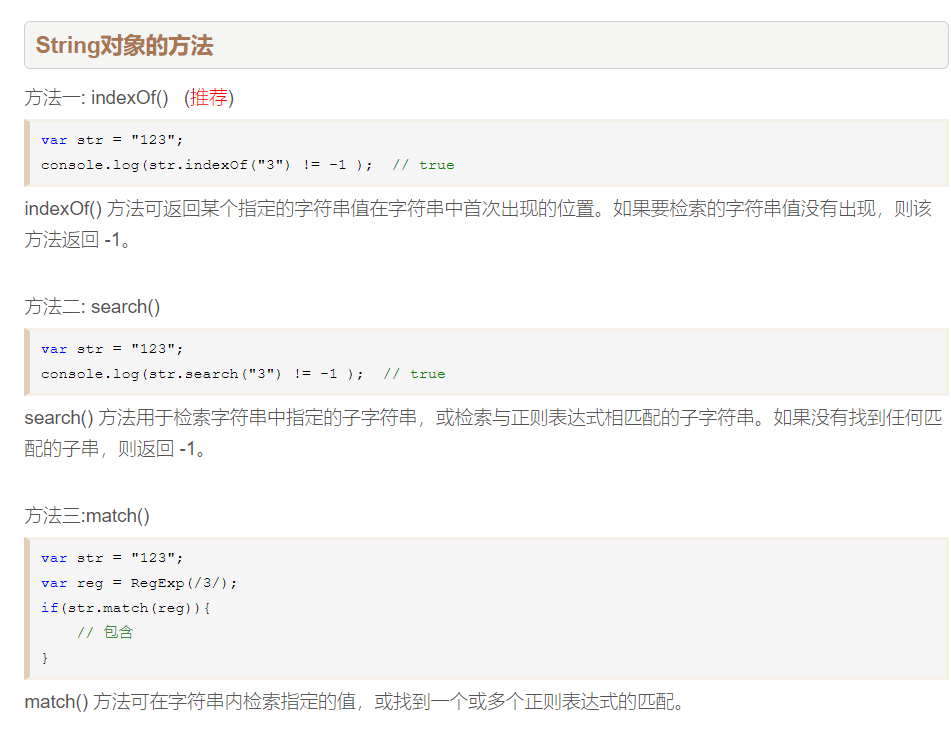 String对象的方法
方法一: indexOf()   (推荐)
var str = "123";
console.log(str.indexOf("3") != -1 );  // true
indexOf() 方法可返回某个指定的字符串值在字符串中首次出现的位置。如果要检索的字符串值没有出现，则该
方法返回 -1。
方法二: search()
var str = "123";
console.log(str.search("3") != -1 );  // true
search() 方法用于检索字符串中指定的子字符串，或检索与正则表达式相匹配的子字符串。如果没有找到任何匹
配的子串，则返回 -1。
方法三:match()
var str = "123";
var reg = RegExp(/3/);
if(str.match(reg)){
    // 包含
}
match() 方法可在字符串内检索指定的值，或找到一个或多个正则表达式的匹配。